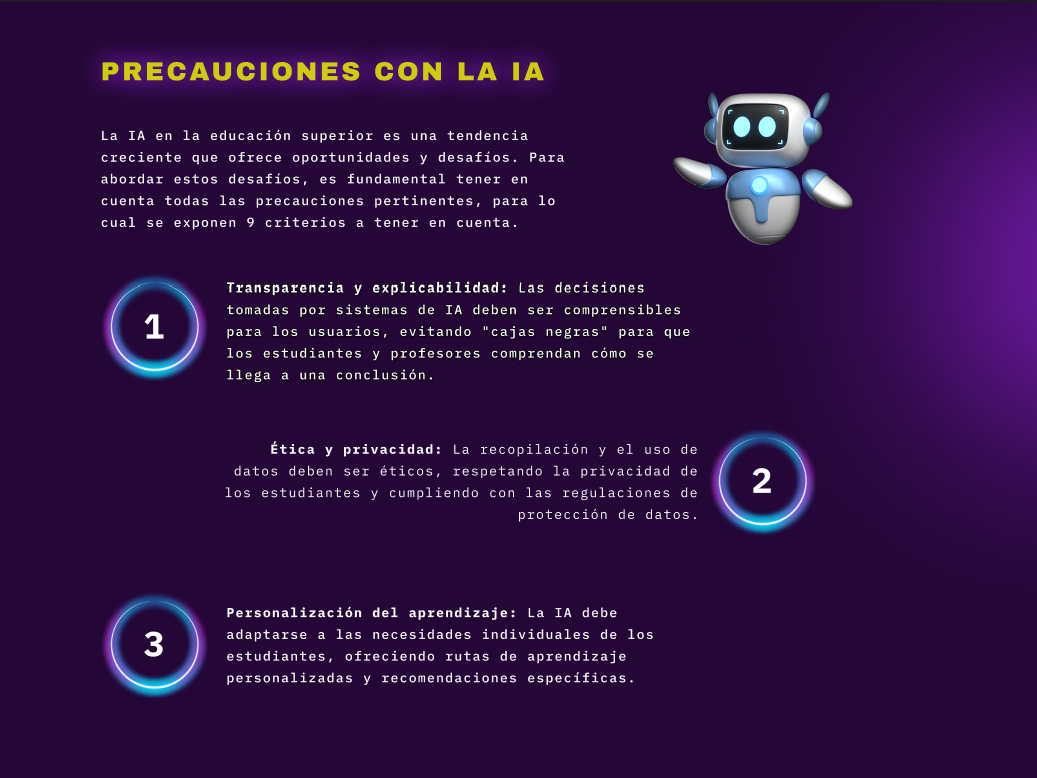 PRECAUCIONES CON LA IA
La IA en la educación superior es una tendencia
creciente que ofrece oportunidades y desafíos. Para
abordar estos desafíos, es fundamental tener en
cuenta todas las precauciones pertinentes, para lo
cual se exponen 9 criterios a tener en cuenta.
1
Transparencia y explicabilidad: Las decisiones
tomadas por sistemas de IA deben ser comprensibles
para los usuarios, evitando "cajas negras" para que
los estudiantes y profesores comprendan cómo se
llega a una conclusión.
Ética y privacidad: La recopilación y el uso de
datos deben ser éticos, respetando la privacidad de
los estudiantes y cumpliendo con las regulaciones de
protección de datos.
2
3
Personalización del aprendizaje: La IA debe
adaptarse a las necesidades individuales de los
estudiantes, ofreciendo rutas de aprendizaje
personalizadas y recomendaciones específicas.